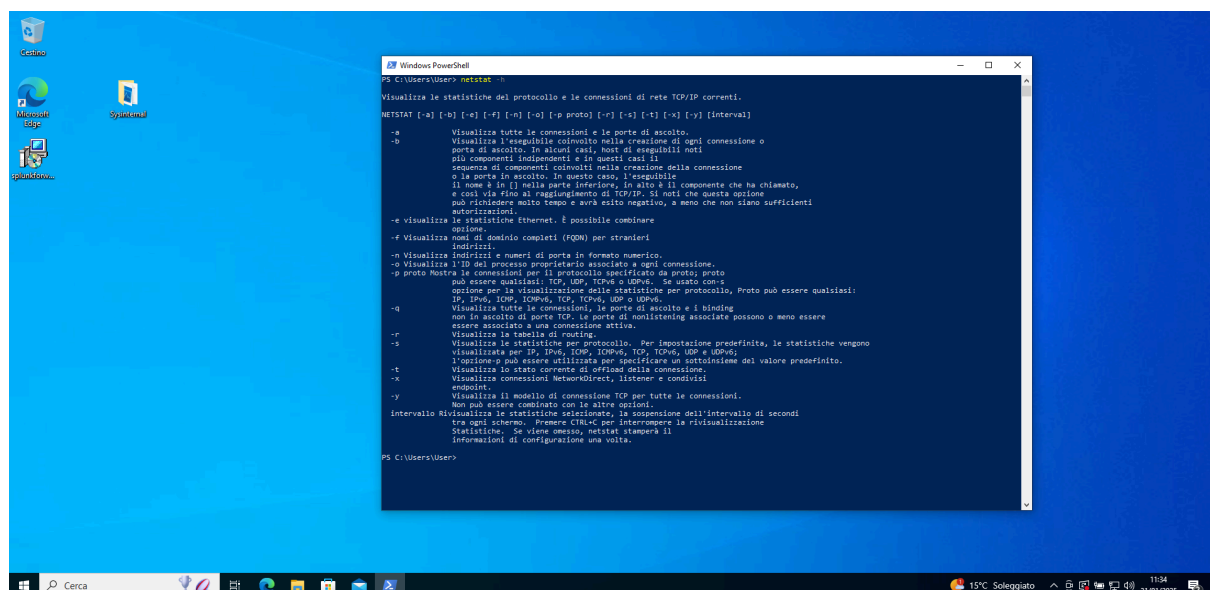 Cestino
Microsoft
Edge
Sysinternal
splunkforw...
Windows PowerShell
PS C:\Users\User> netstat -h
Visualizza le statistiche del protocollo e le connessioni di rete TCP/IP correnti.
NETSTAT [-a] [-b] [-e] [-f] [-n] [-o] [-p proto] [-r] [-s] [-t] [-x] [-y] [interval]
-a Visualizza tutte le connessioni e le porte di ascolto.
-b Visualizza l'eseguibile coinvolto nella creazione di ogni connessione o
porta di ascolto. In alcuni casi, host di eseguibili noti
più componenti indipendenti e in questi casi il
sequenza di componenti coinvolti nella creazione della connessione
o la porta in ascolto. In questo caso, l'eseguibile
il nome è in [] nella parte inferiore, in alto è il componente che ha chiamato,
e così via fino al raggiungimento di TCP/IP. Si noti che questa opzione
può richiedere molto tempo e avrà esito negativo, a meno che non siano sufficienti
autorizzazioni.
-e visualizza le statistiche Ethernet. È possibile combinare
opzione.
-f Visualizza nomi di dominio completi (FQDN) per stranieri
indirizzi.
-n Visualizza indirizzi e numeri di porta in formato numerico.
-o Visualizza l'ID del processo proprietario associato a ogni connessione.
-p proto Mostra le connessioni per il protocollo specificato da proto; proto
può essere qualsiasi: TCP, UDP, TCPv6 o UDPv6. Se usato con-s
opzione per la visualizzazione delle statistiche per protocollo, Proto può essere qualsiasi:
IP, IPv6, ICMP, ICMPv6, TCP, TCPv6, UDP o UDPv6.
-q Visualizza tutte le connessioni, le porte di ascolto e i binding
non in ascolto di porte TCP. Le porte di nonlistening associate possono o meno essere
essere associato a una connessione attiva.
-r Visualizza la tabella di routing.
-s Visualizza le statistiche per protocollo. Per impostazione predefinita, le statistiche vengono
visualizzata per IP, IPv6, ICMP, ICMPv6, TCP, TCPv6, UDP e UDPv6;
l'opzione-p può essere utilizzata per specificare un sottoinsieme del valore predefinito.
-t Visualizza lo stato corrente di offload della connessione.
-x Visualizza connessioni NetworkDirect, listener e condivisi
endpoint.
-y Visualizza il modello di connessione TCP per tutte le connessioni.
Non può essere combinato con le altre opzioni.
intervallo Rivisualizza le statistiche selezionate, la sospensione dell'intervallo di secondi
tra ogni schermo. Premere CTRL+C per interrompere la rivisualizzazione
Statistiche. Se viene omesso, netstat stamperà il
informazioni di configurazione una volta.
PS C:\Users\User>
Cerca
15°C Soleggiato
11:34